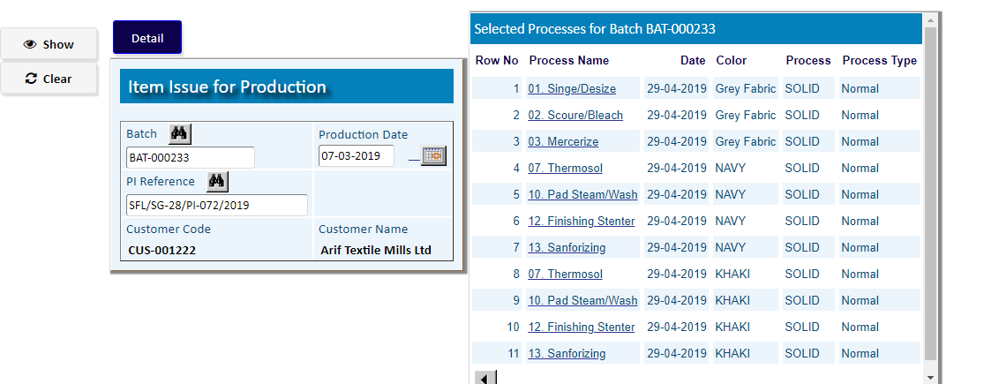 Show
Clear
Detail
Item Issue for Production
Batch
Production Date
BAT-000233
07-03-2019
PI Reference
SFL/SG-28/PI-072/2019
Customer Code
Customer Name
CUS-001222
Arif Textile Mills Ltd
Selected Processes for Batch BAT-000233
Row No Process Name Date Color Process Process Type
1 01. Singe/Desize 29-04-2019 Grey Fabric SOLID Normal
2 02. Scoure/Bleach 29-04-2019 Grey Fabric SOLID Normal
3 03. Mercerize 29-04-2019 Grey Fabric SOLID Normal
4 07. Thermosol 29-04-2019 NAVY SOLID Normal
5 10. Pad Steam/Wash 29-04-2019 NAVY SOLID Normal
6 12. Finishing Stenter 29-04-2019 NAVY SOLID Normal
7 13. Sanforizing 29-04-2019 NAVY SOLID Normal
8 07. Thermosol 29-04-2019 KHAKI SOLID Normal
9 10. Pad Steam/Wash 29-04-2019 KHAKI SOLID Normal
10 12. Finishing Stenter 29-04-2019 KHAKI SOLID Normal
11 13. Sanforizing 29-04-2019 KHAKI SOLID Normal